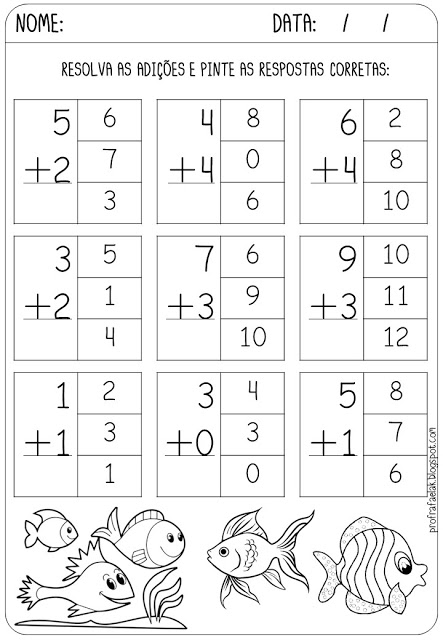 NOME: DATA: / /
RESOLVA AS ADIÇÕES E PINTE AS RESPOSTAS CORRETAS:
5 6 4 8 6 2
+2 7 +4 0 +4 8
3 6 10
3 5 7 6 9 10
+2 1 +3 9 +3 11
4 10 12
1 2 3 4 5 8
+1 3 +0 3 +1 7
1 0 6
profrafaelak.blogspot.com